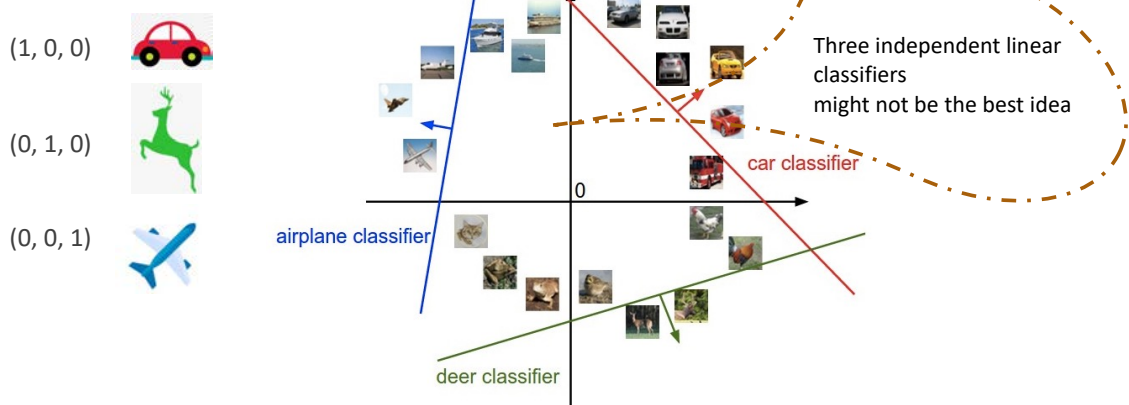 (1, 0, 0)
(0, 1, 0)
(0, 0, 1)
Three independent linear
classifiers
might not be the best idea
car classifier
0
airplane classifier
deer classifier